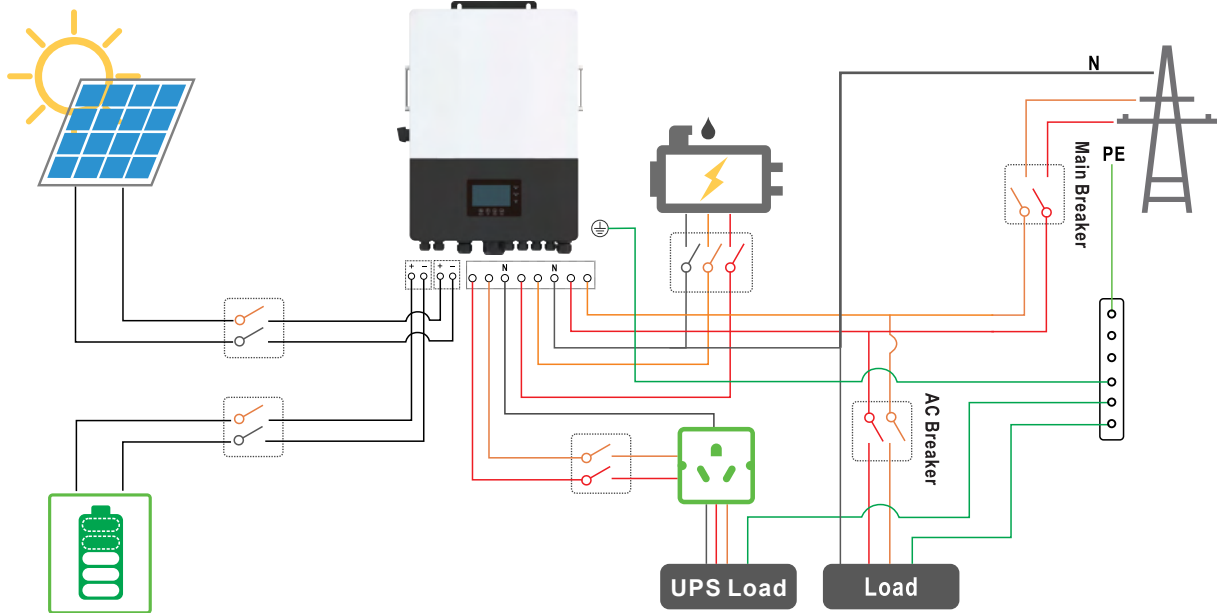 N
Main Breaker
PE
+ − + −
N N
AC Breaker
UPS Load
Load